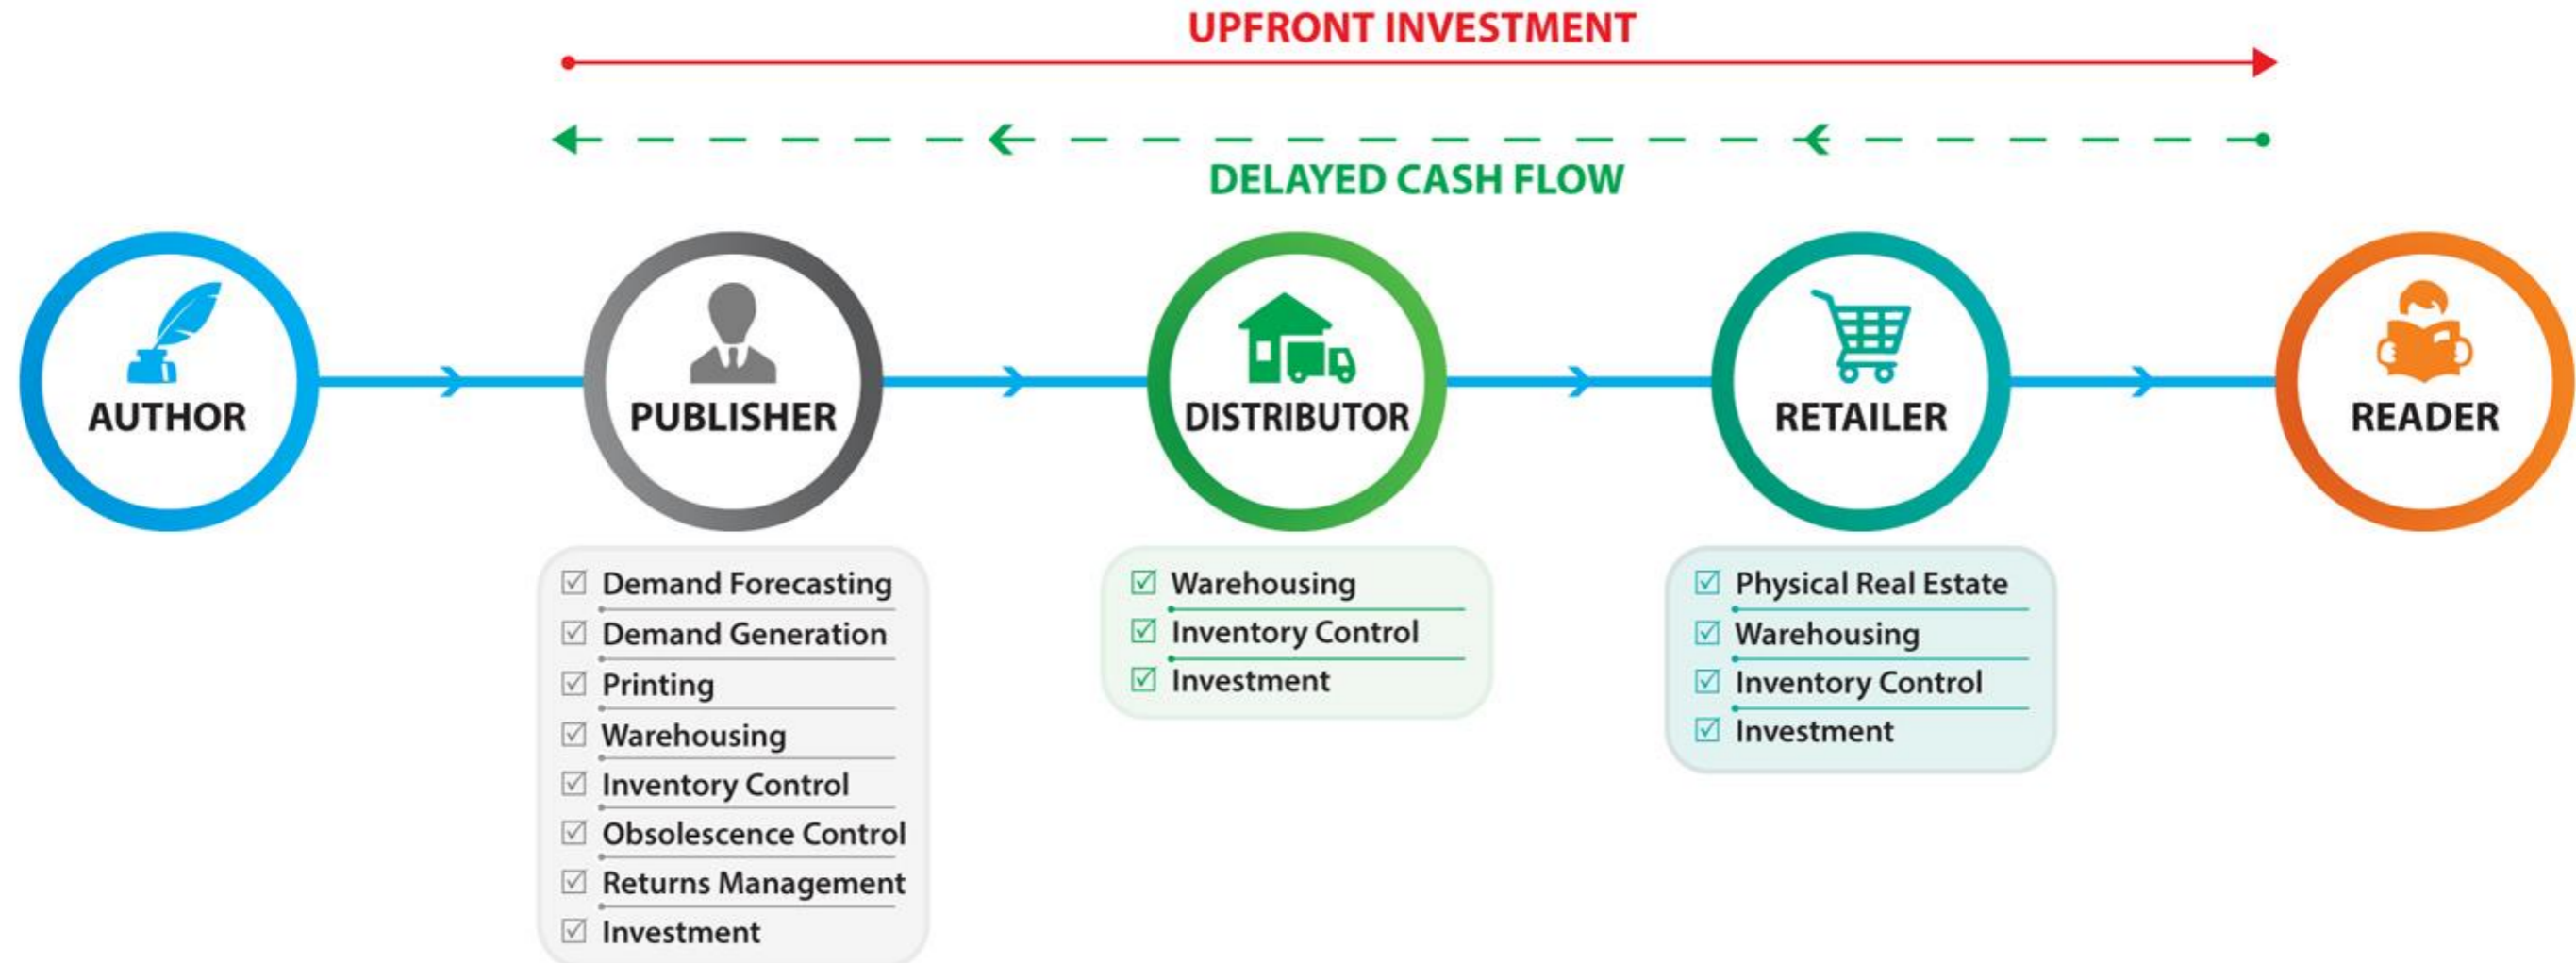 UPFRONT INVESTMENT
DELAYED CASH FLOW
AUTHOR
PUBLISHER
DISTRIBUTOR
RETAILER
READER
Demand Forecasting
Demand Generation
Printing
Warehousing
Inventory Control
Obsolescence Control
Returns Management
Investment
Warehousing
Inventory Control
Investment
Physical Real Estate
Warehousing
Inventory Control
Investment